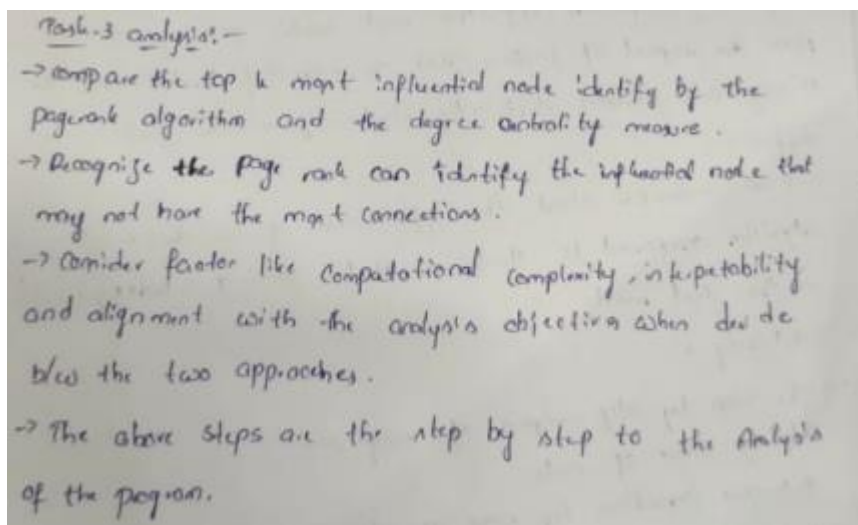 Task-3 analysis:-
→ compare the top k most influential node identify by the
pagerank algorithm and the degree centrality measure.
→ Recognize the page rank can identify the influential node that
may not have the most connections.
→ Consider factor like computational complexity, interpetability
and alignment with the analysis objective when decide
b/w the two approches.
→ The above steps are the step by step to the Analysis
of the program.